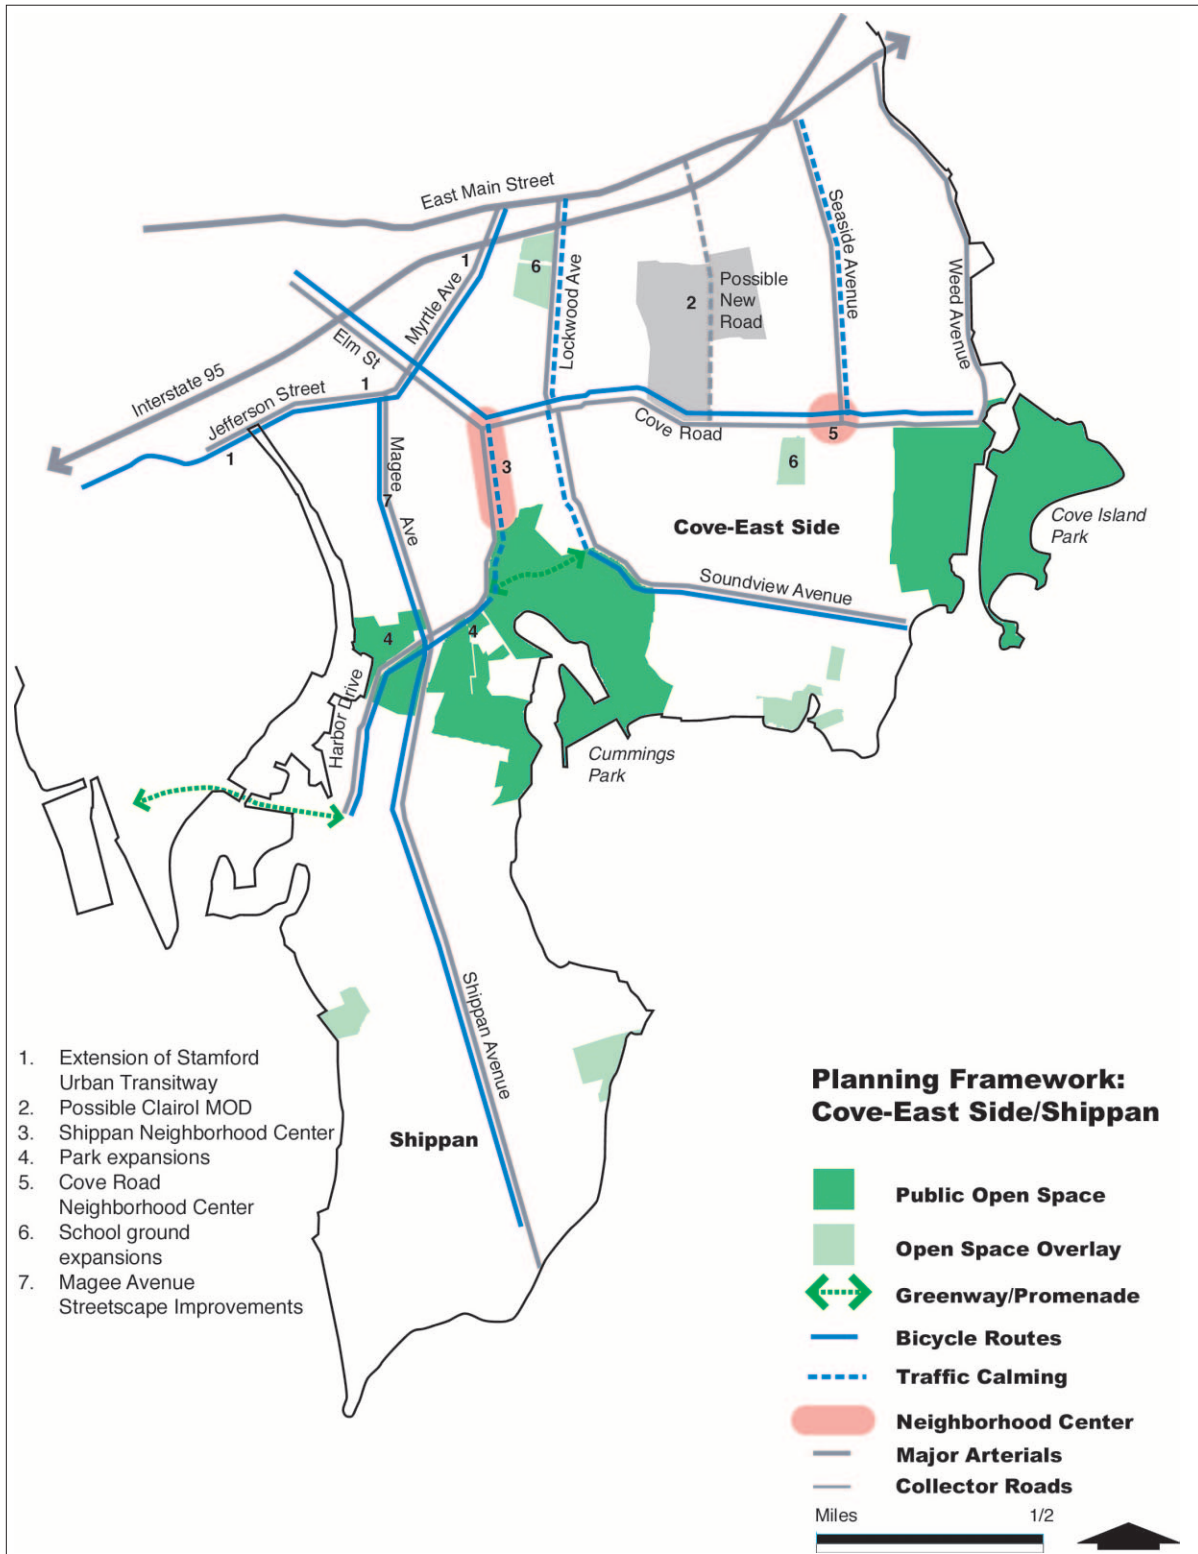 East Main Street
Seaside Avenue
1
6
Lockwood Ave
2
Possible
New
Road
Weed Avenue
Myrtle Ave
Elm St
Interstate 95
Jefferson Street
1
1
Cove Road
5
Magee
Ave
7
3
6
Cove-East Side
Cove Island
Park
Soundview Avenue
4
4
Harbor Drive
Cummings
Park
Shippan Avenue
Shippan
1. Extension of Stamford
Urban Transitway
2. Possible Clairol MOD
3. Shippan Neighborhood Center
4. Park expansions
5. Cove Road
Neighborhood Center
6. School ground
expansions
7. Magee Avenue
Streetscape Improvements
Planning Framework:
Cove-East Side/Shippan
Public Open Space
Open Space Overlay
Greenway/Promenade
Bicycle Routes
Traffic Calming
Neighborhood Center
Major Arterials
Collector Roads
Miles 1/2